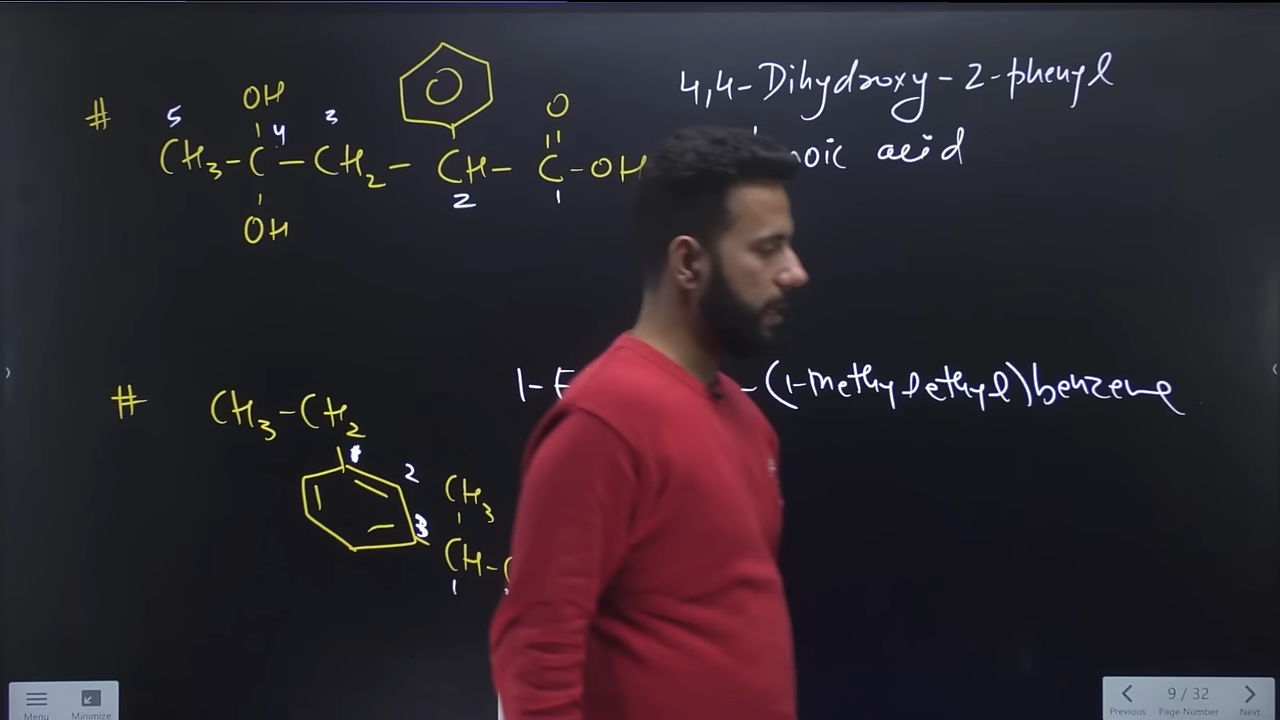 # 5 OH 4 3 O 4,4-Dihydroxy-2-phenyl
CH3-C-CH2-CH-C-OH noic acid
OH 2 1
# CH3-CH2 1-E -(1-methylethyl)benzene
2 CH3
3 CH-
1
Menu Minimize
Previous 9 / 32 Page Number Next